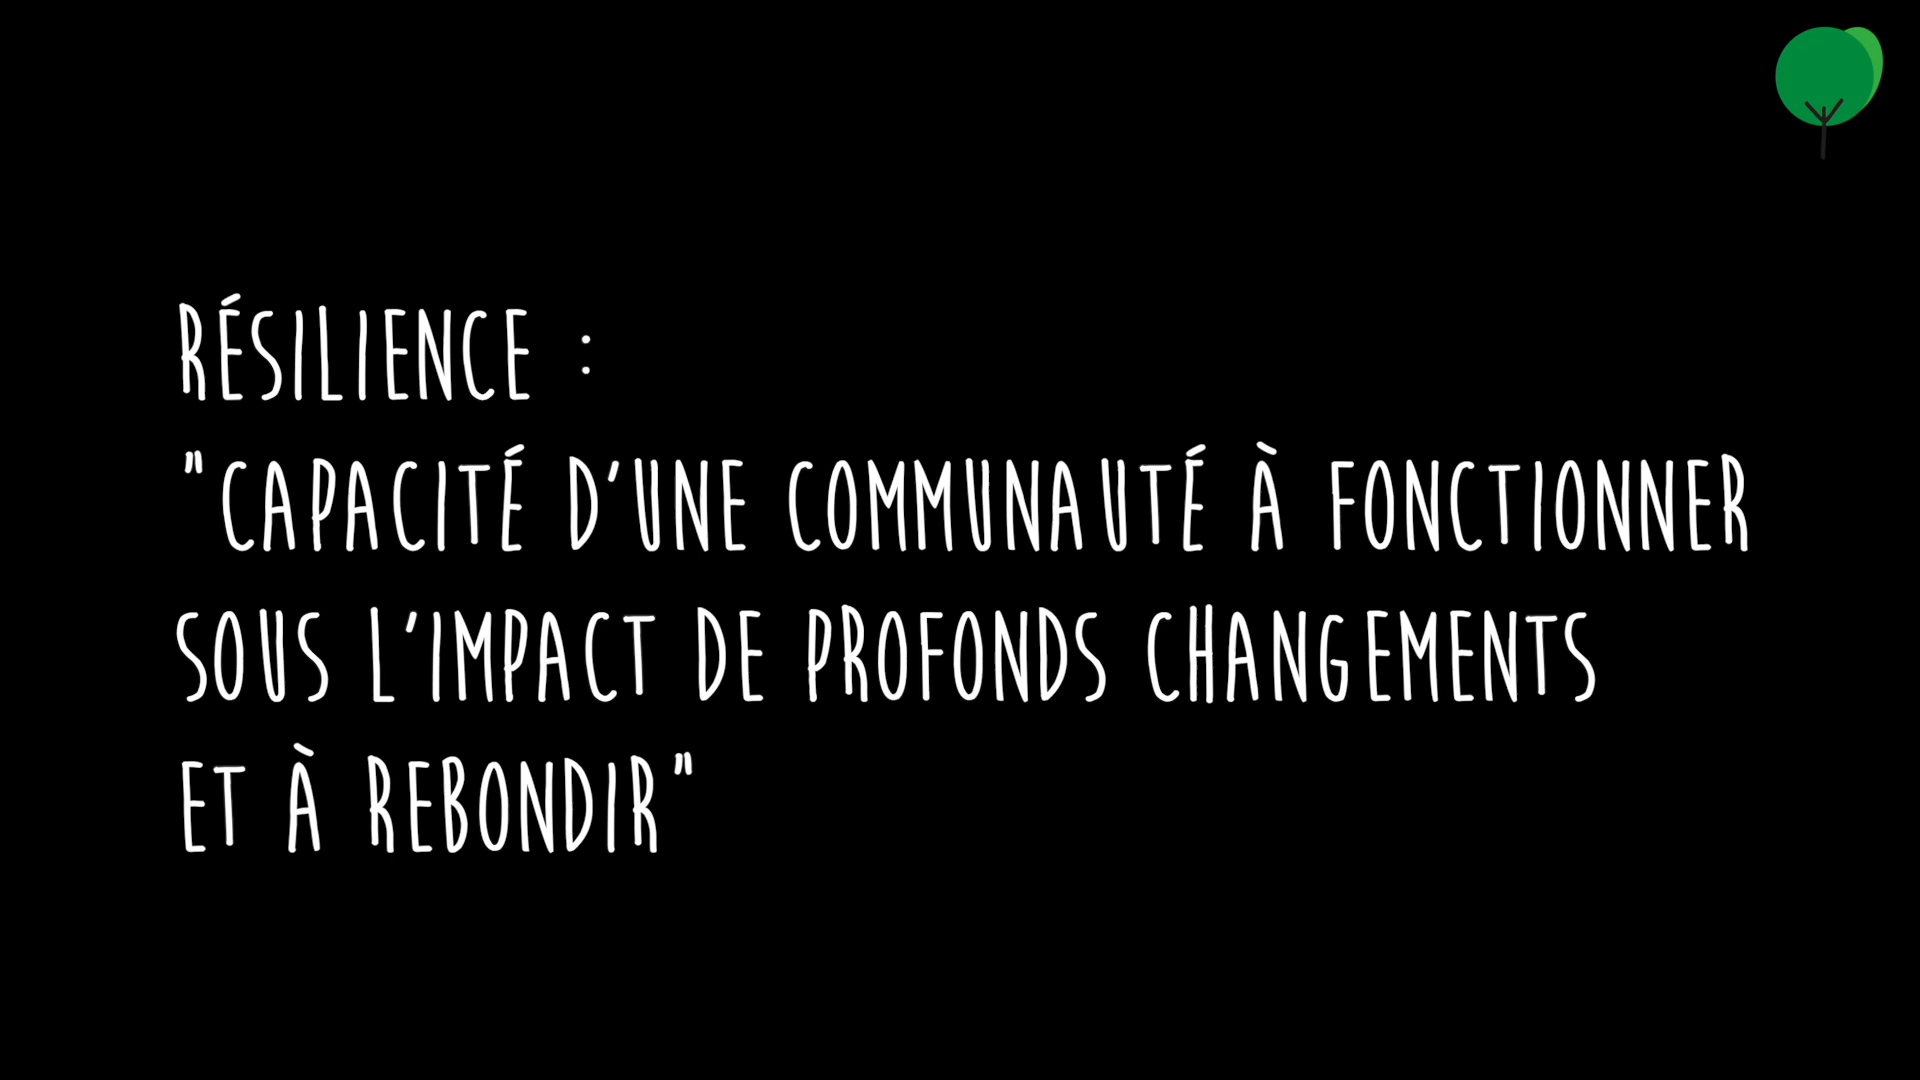 RÉSILIENCE :
"CAPACITÉ D'UNE COMMUNAUTÉ À FONCTIONNER
SOUS L'IMPACT DE PROFONDS CHANGEMENTS
ET À REBONDIR"